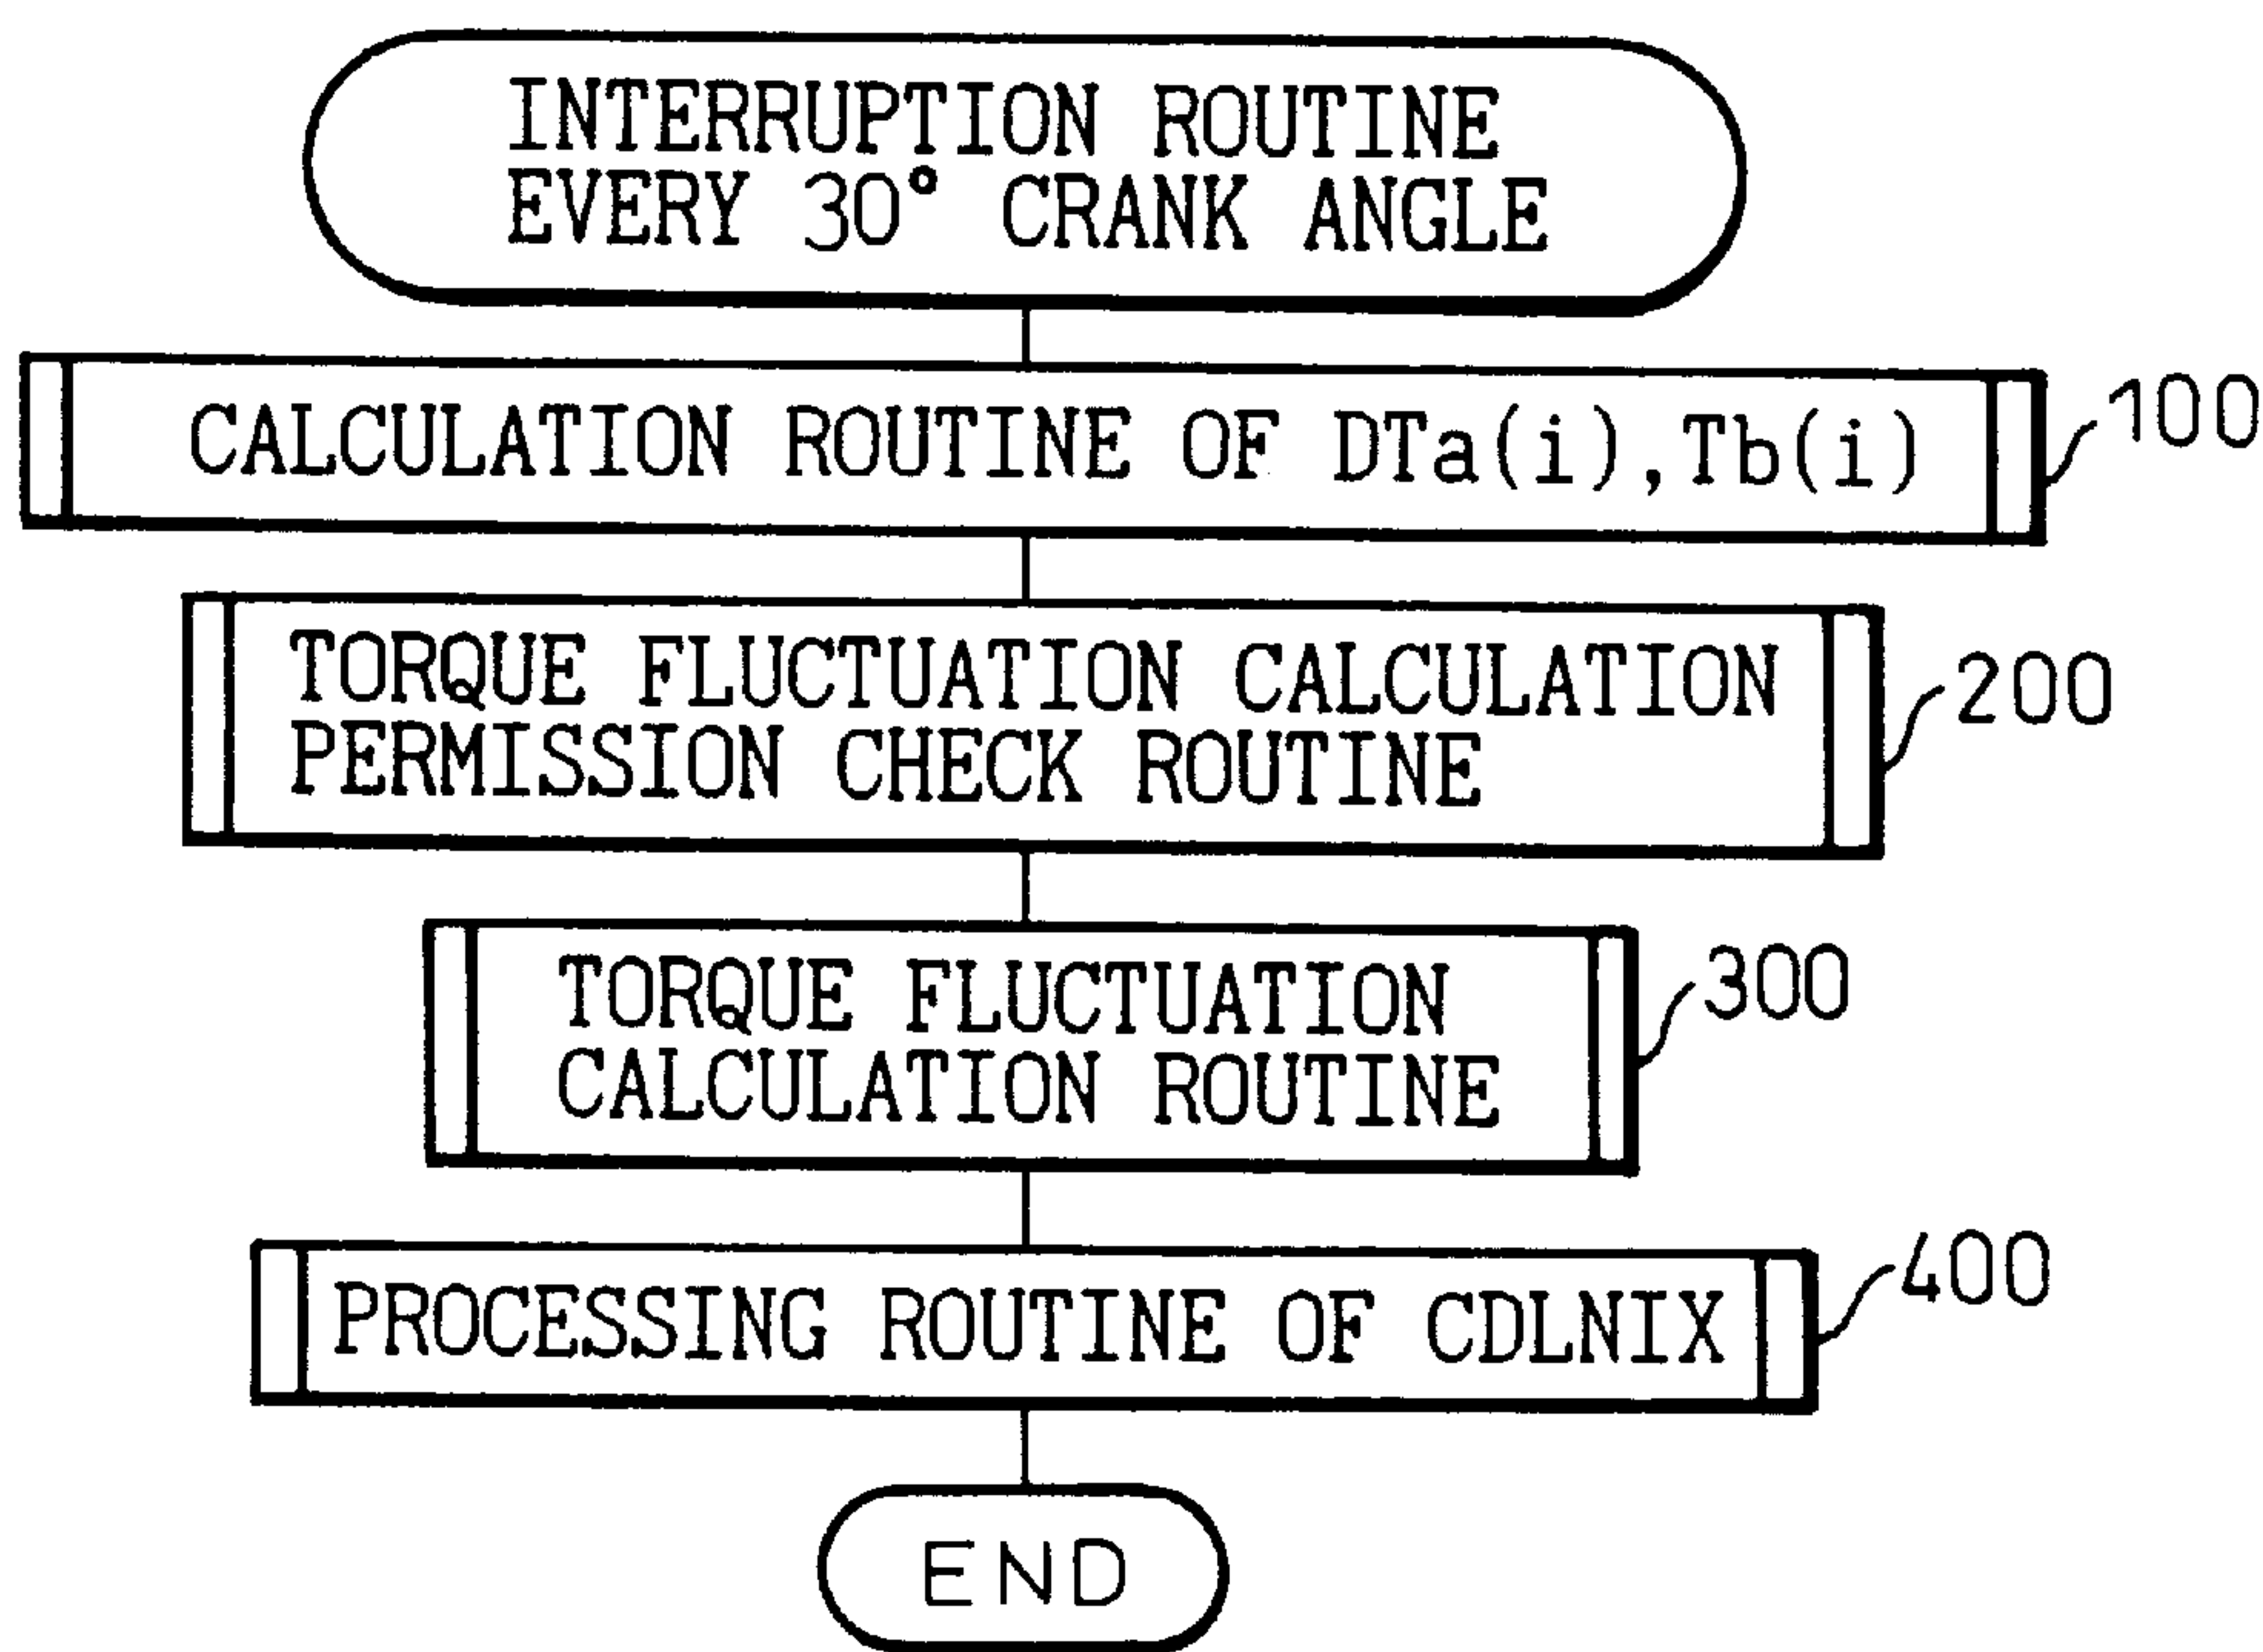 INTERRUPTION ROUTINE
EVERY 30° CRANK ANGLE
CALCULATION ROUTINE OF DTa(i),Tb(i)
100
TORQUE FLUCTUATION CALCULATION
PERMISSION CHECK ROUTINE
200
TORQUE FLUCTUATION
CALCULATION ROUTINE
300
PROCESSING ROUTINE OF CDLNIX
400
END